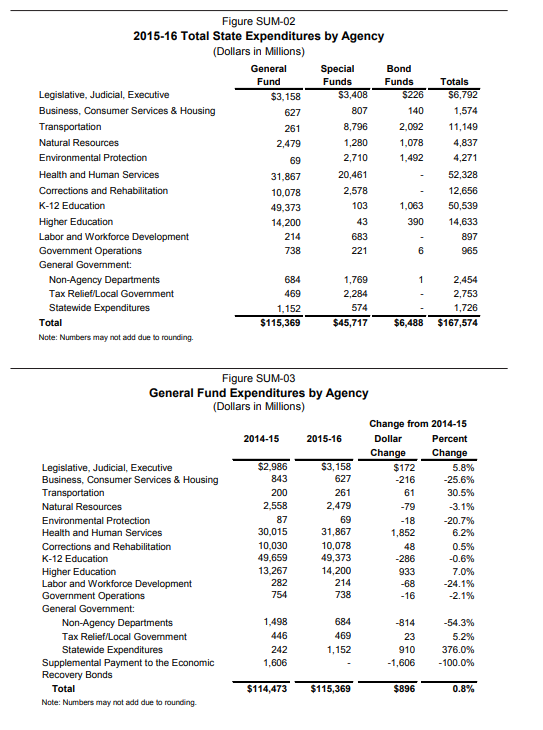 Figure SUM-02
2015-16 Total State Expenditures by Agency
(Dollars in Millions)
General Special Bond
Fund Funds Funds Totals
Legislative, Judicial, Executive $3,158 $3,408 $226 $6,792
Business, Consumer Services & Housing 627 807 140 1,574
Transportation 261 8,796 2,092 11,149
Natural Resources 2,479 1,280 1,078 4,837
Environmental Protection 69 2,710 1,492 4,271
Health and Human Services 31,867 20,461 - 52,328
Corrections and Rehabilitation 10,078 2,578 - 12,656
K-12 Education 49,373 103 1,063 50,539
Higher Education 14,200 43 390 14,633
Labor and Workforce Development 214 683 - 897
Government Operations 738 221 6 965
General Government:
Non-Agency Departments 684 1,769 1 2,454
Tax Relief/Local Government 469 2,284 - 2,753
Statewide Expenditures 1,152 574 - 1,726
Total $115,369 $45,717 $6,488 $167,574
Note: Numbers may not add due to rounding.
Figure SUM-03
General Fund Expenditures by Agency
(Dollars in Millions)
Change from 2014-15
2014-15 2015-16 Dollar Percent
Change Change
Legislative, Judicial, Executive $2,986 $3,158 $172 5.8%
Business, Consumer Services & Housing 843 627 -216 -25.6%
Transportation 200 261 61 30.5%
Natural Resources 2,558 2,479 -79 -3.1%
Environmental Protection 87 69 -18 -20.7%
Health and Human Services 30,015 31,867 1,852 6.2%
Corrections and Rehabilitation 10,030 10,078 48 0.5%
K-12 Education 49,659 49,373 -286 -0.6%
Higher Education 13,267 14,200 933 7.0%
Labor and Workforce Development 282 214 -68 -24.1%
Government Operations 754 738 -16 -2.1%
General Government:
Non-Agency Departments 1,498 684 -814 -54.3%
Tax Relief/Local Government 446 469 23 5.2%
Statewide Expenditures 242 1,152 910 376.0%
Supplemental Payment to the Economic 1,606 - -1,606 -100.0%
Recovery Bonds
Total $114,473 $115,369 $896 0.8%
Note: Numbers may not add due to rounding.